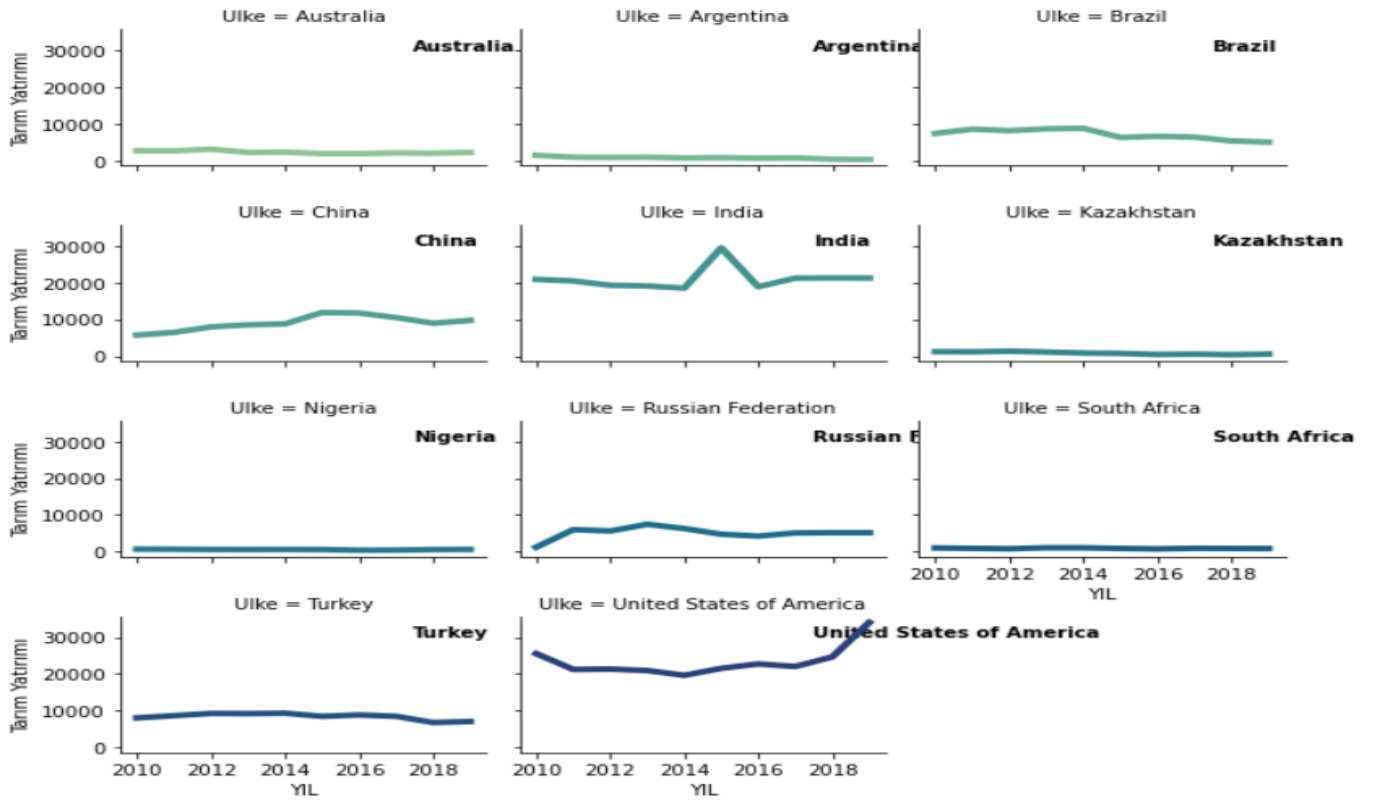 Ulke = Australia
Ulke = Argentina
Ulke = Brazil
Tarım Yatırımı
30000
20000
10000
0
Australia
Argentina
Brazil
Ulke = China
Ulke = India
Ulke = Kazakhstan
Tarım Yatırımı
30000
20000
10000
0
China
India
Kazakhstan
Ulke = Nigeria
Ulke = Russian Federation
Ulke = South Africa
Tarım Yatırımı
30000
20000
10000
0
Nigeria
Russian F
South Africa
2010 2012 2014 2016 2018
YIL
Ulke = Turkey
Ulke = United States of America
Tarım Yatırımı
30000
20000
10000
0
Turkey
United States of America
2010 2012 2014 2016 2018
YIL
2010 2012 2014 2016 2018
YIL